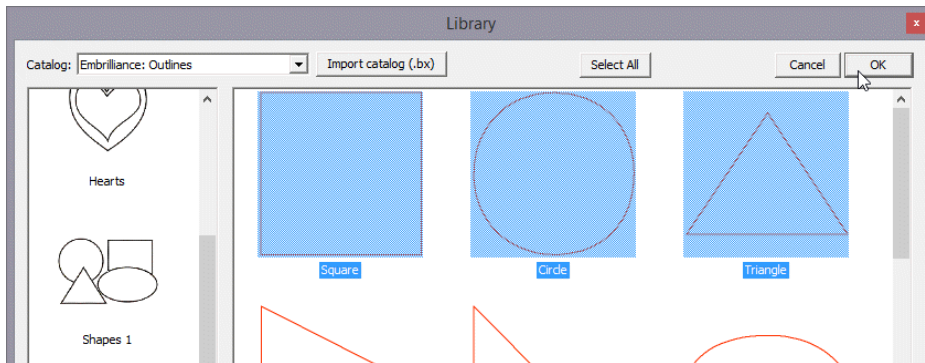 Library
x
Catalog: Embrilliance: Outlines Import catalog (.bx) Select All Cancel OK
Hearts
Square Circle Triangle
Shapes 1